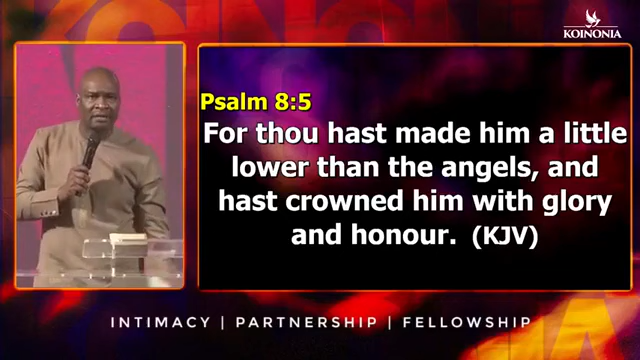 KOINONIA
Psalm 8:5
For thou hast made him a little
lower than the angels, and
hast crowned him with glory
and honour. (KJV)
INTIMACY | PARTNERSHIP | FELLOWSHIP